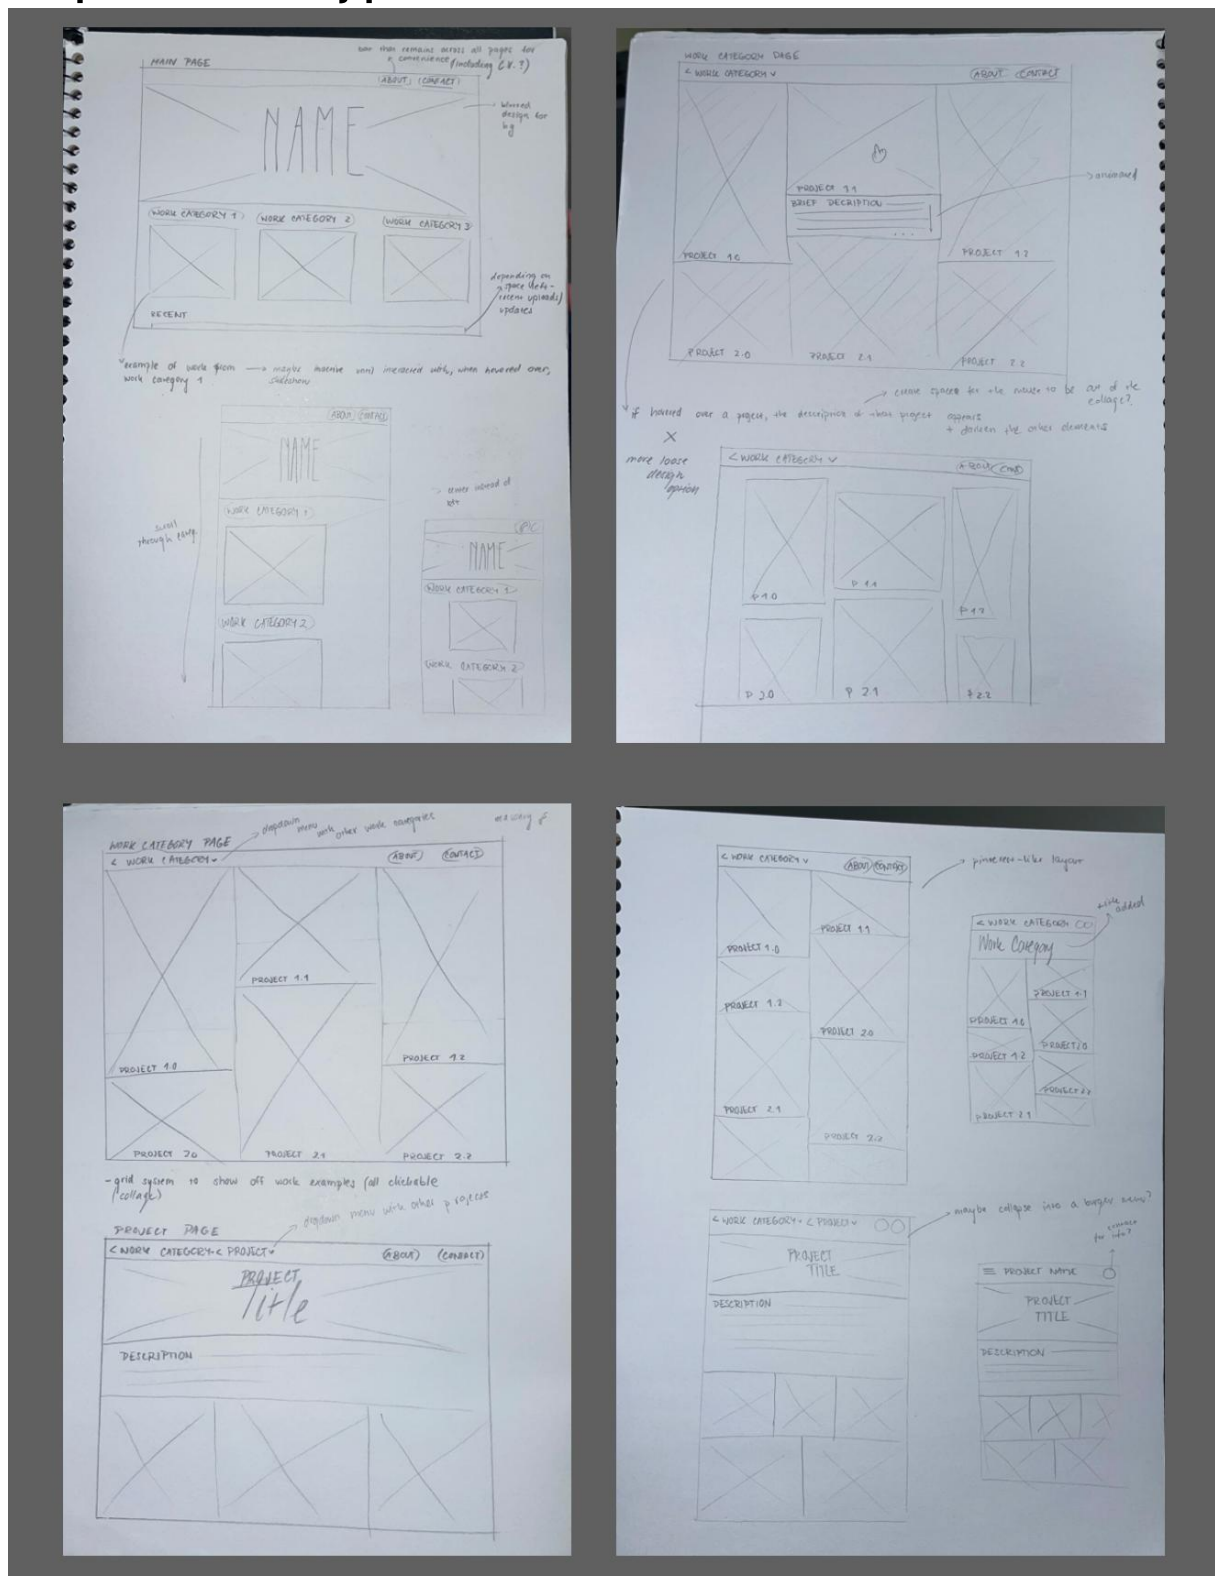 MAIN PAGE
bar that remains across all pages for
convenience (including C.V.?)
ABOUT CONTACT
NAME
blurred
design for
bg
WORK CATEGORY 1 WORK CATEGORY 2 WORK CATEGORY 3
RECENT
depending on
space
recent uploads/
updates
example of work from
work category 1
maybe inactive until interacted with, when hovered over,
slideshow
ABOUT CONTACT
NAME
WORK CATEGORY 1
WORK CATEGORY 2
scroll
through
NAME
WORK CATEGORY 1
WORK CATEGORY 2
WORK CATEGORY PAGE
< WORK CATEGORY v ABOUT CONTACT
PROJECT
BRIEF DECRIPTION
...
animated
PROJECT 1.0
PROJECT 1.2
PROJECT 2.0
PROJECT 2.1
PROJECT 2.2
spaces for the mouse to be out of the
collage?
if hovered over a project, the description of that project appears
+ darken the other elements
more loose
design
option
< WORK CATEGORY v ABOUT CONT
P 1.0
P 1.1
P 1.2
P 2.0
P 2.1
P 2.2
WORK CATEGORY PAGE
dropdown
menu with other work categories
< WORK CATEGORY v ABOUT CONTACT
PROJECT 1.1
PROJECT 1.0
PROJECT 1.2
PROJECT 2.0
PROJECT 2.1
PROJECT 2.2
- grid system to show off work examples (all clickable
(collage)
PROJECT PAGE
dropdown menu with other projects
< WORK CATEGORY < PROJECT v ABOUT CONTACT
PROJECT
Title
DESCRIPTION
< WORK CATEGORY v ABOUT CONTACT
pinterest-like layout
PROJECT 1.1
PROJECT 1.0
PROJECT 1.2
PROJECT 2.0
PROJECT 2.1
PROJECT 2.2
title
added
< WORK CATEGORY
Work Category
PROJECT 1.1
PROJECT 1.0
PROJECT 2.0
PROJECT 1.2
PROJECT 2.2
PROJECT 2.1
maybe collapse into a burger menu?
< WORK CATEGORY v < PROJECT v
PROJECT
TITLE
DESCRIPTION
PROJECT NAME
PROJECT
TITLE
DESCRIPTION